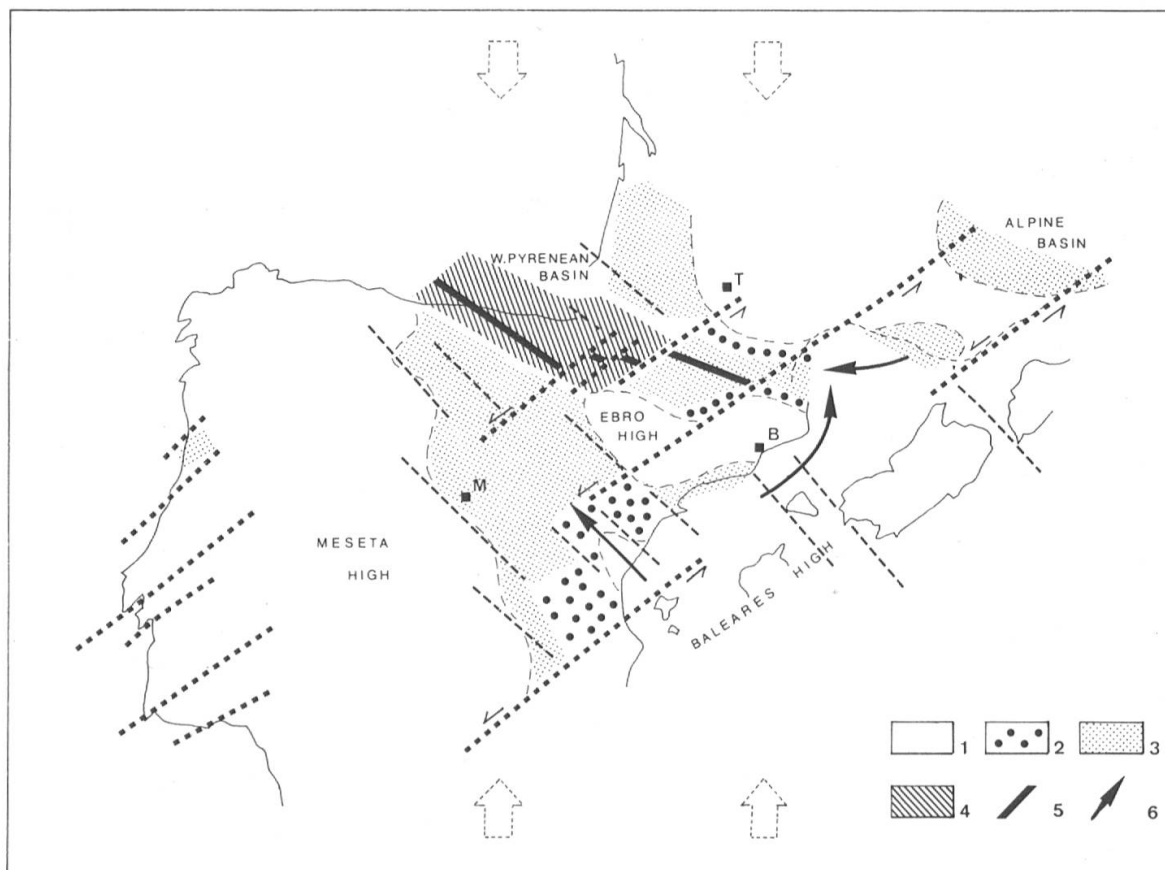 ALPINE
BASIN
W.PYRENEAN
BASIN
T
EBRO
HIGH
B
M
MESETA
HIGH
BALEARES HIGH
1
2
3
4
5
6